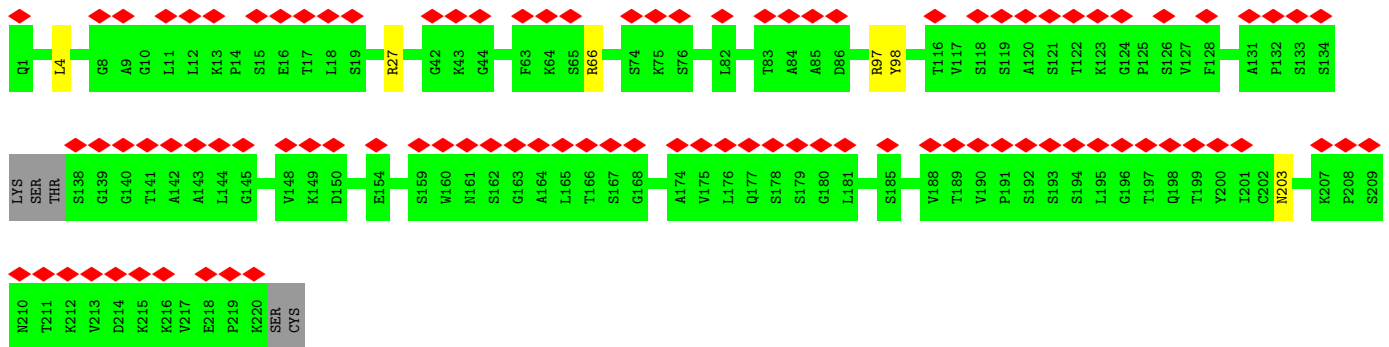 Q1 L4 G8 A9 G10 L11 L12 K13 P14 S15 E16 T17 L18 S19 R27 G42 K43 G44 F63 K64 S65 R66 S74 K75 S76 L82 T83 A84 A85 D86 R97 Y98 T116 V117 S118 S119 A120 S121 T122 K123 G124 P125 S126 V127 F128 A131 P132 S133 S134
LYS SER THR S138 G139 G140 T141 A142 A143 L144 G145 V148 K149 D150 E154 S159 W160 N161 S162 G163 A164 L165 T166 S167 G168 A174 V175 L176 Q177 S178 S179 G180 L181 S185 V188 T189 V190 P191 S192 S193 S194 L195 G196 T197 Q198 T199 Y200 I201 C202 N203 K207 P208 S209
N210 T211 K212 V213 D214 K215 K216 V217 E218 P219 K220 SER CYS